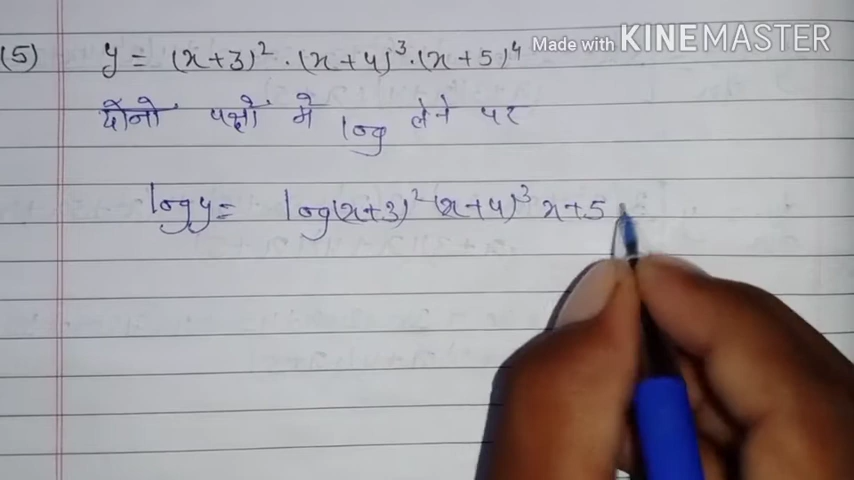 (5) y = (x+3)² · (x+4)³ · (x+5)⁴
Made with KINEMASTER
दोनो पक्षो मे log लेने पर
log y = log(x+3)² (x+4)³ x+5